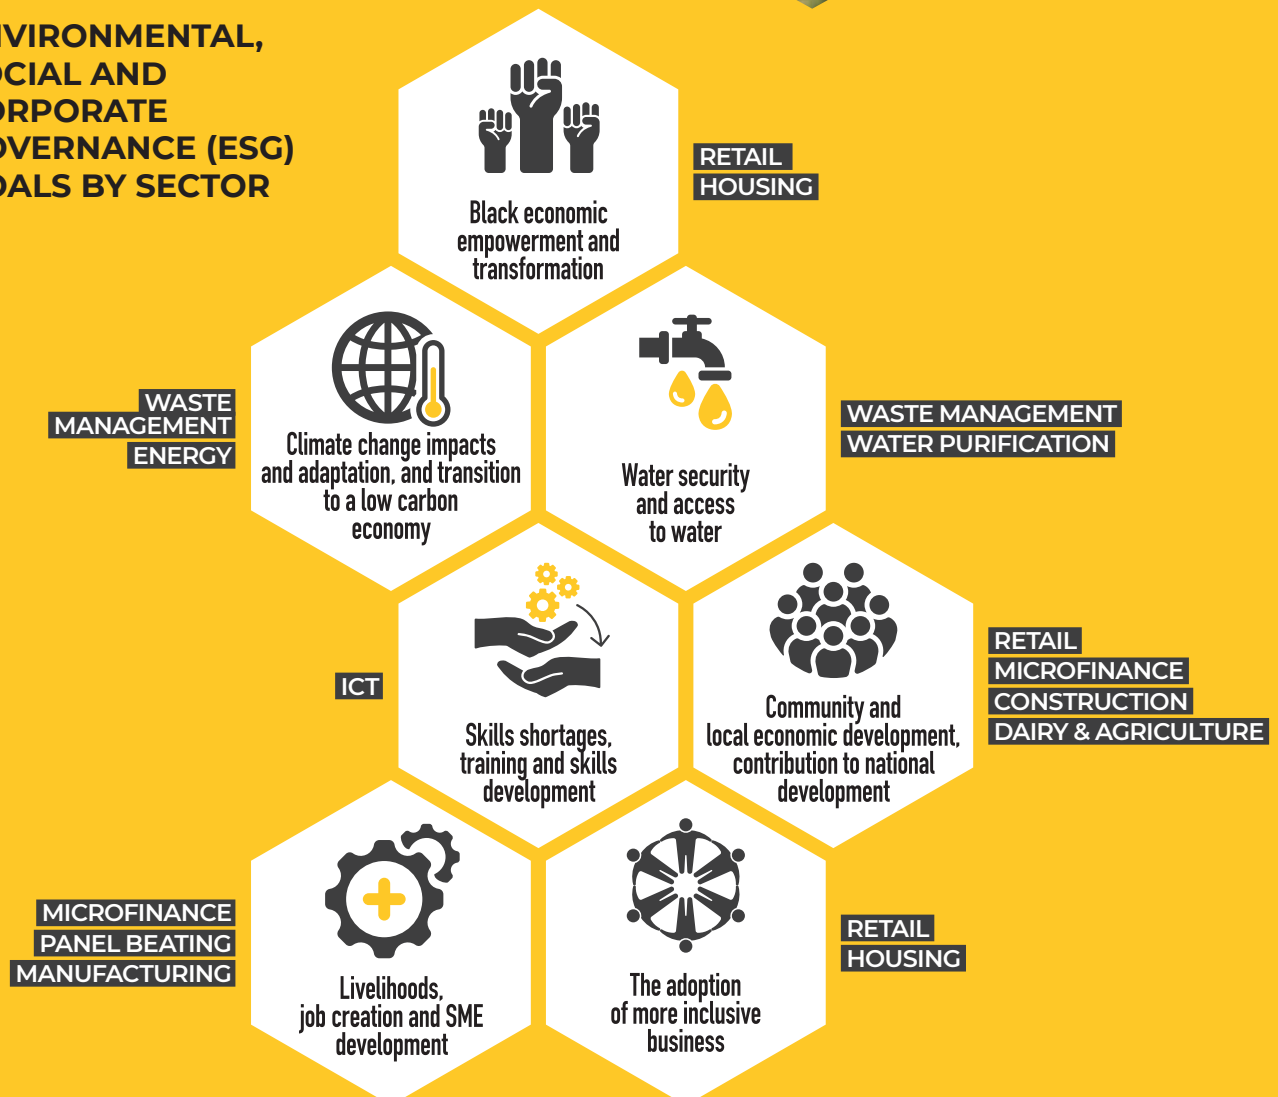 NVIRONMENTAL,
OCIAL AND
ORPORATE
OVERNANCE (ESG)
OALS BY SECTOR
Black economic
empowerment and
transformation
RETAIL
HOUSING
WASTE
MANAGEMENT
ENERGY
Climate change impacts
and adaptation, and transition
to a low carbon
economy
Water security
and access
to water
WASTE MANAGEMENT
WATER PURIFICATION
ICT
Skills shortages,
training and skills
development
Community and
local economic development,
contribution to national
development
RETAIL
MICROFINANCE
CONSTRUCTION
DAIRY & AGRICULTURE
MICROFINANCE
PANEL BEATING
MANUFACTURING
Livelihoods,
job creation and SME
development
The adoption
of more inclusive
business
RETAIL
HOUSING